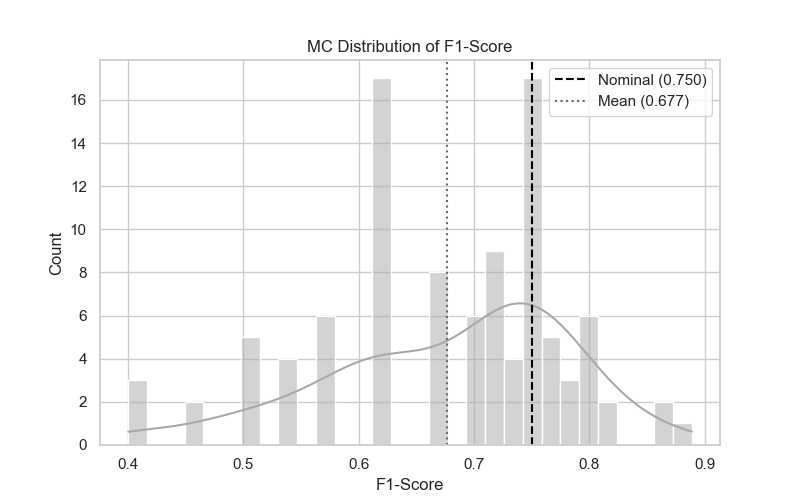 MC Distribution of F1-Score
Nominal (0.750)
Mean (0.677)
Count
16
14
12
10
8
6
4
2
0
0.4 0.5 0.6 0.7 0.8 0.9
F1-Score